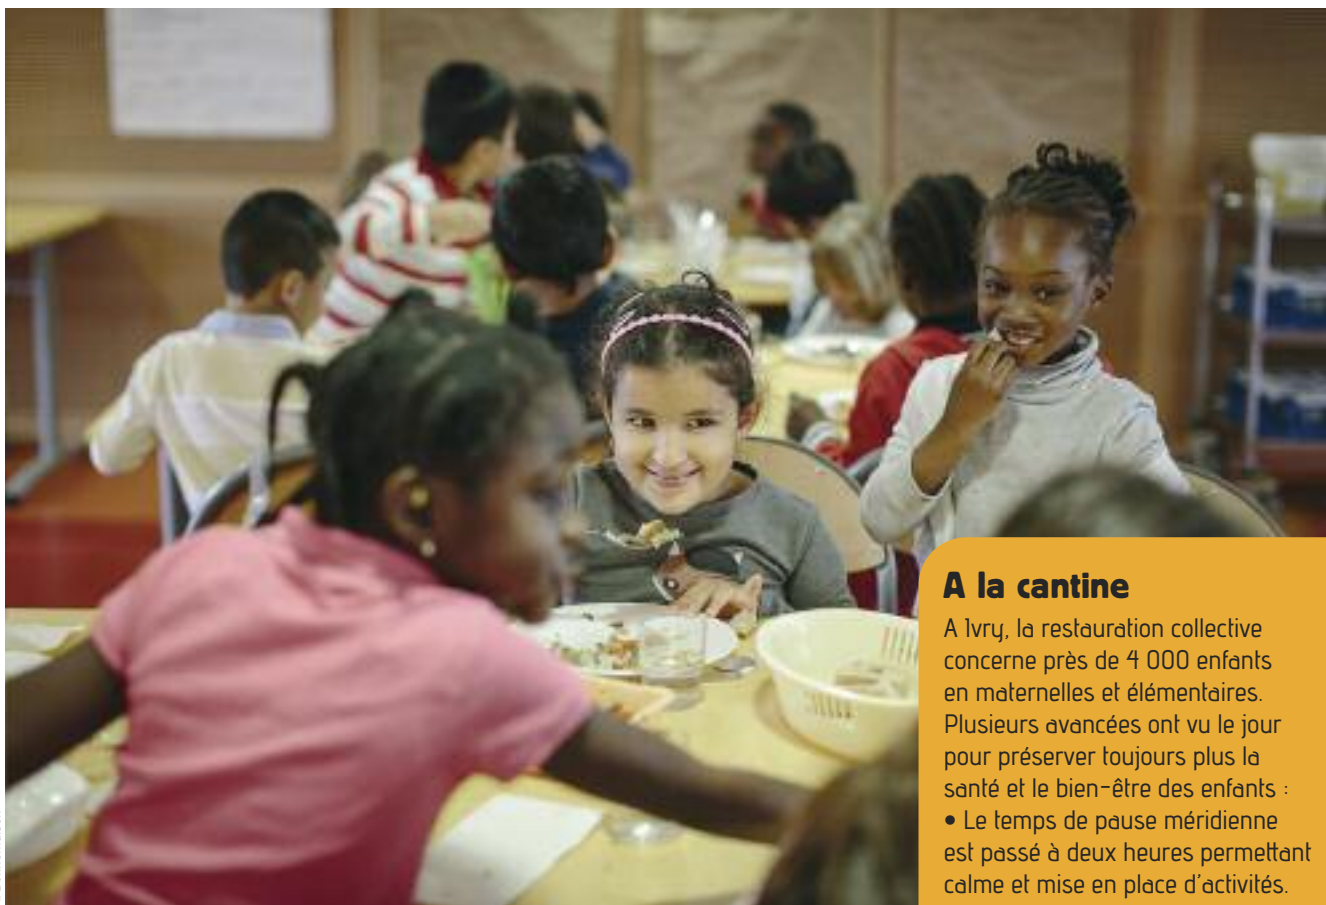 A la cantine
A Ivry, la restauration collective
concerne près de 4 000 enfants
en maternelles et élémentaires.
Plusieurs avancées ont vu le jour
pour préserver toujours plus la
santé et le bien-être des enfants :
• Le temps de pause méridienne
est passé à deux heures permettant
calme et mise en place d'activités.